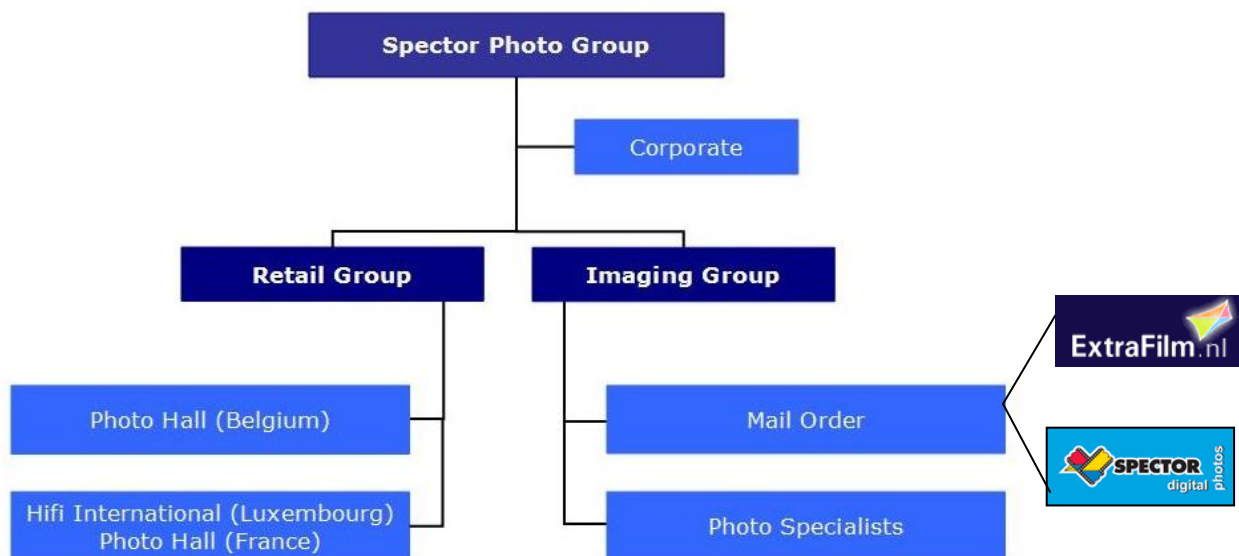 Spector Photo Group
Corporate
Retail Group
Imaging Group
ExtraFilm.nl
Photo Hall (Belgium)
Mail Order
SPECTOR
digital photos
Hifi International (Luxembourg)
Photo Hall (France)
Photo Specialists